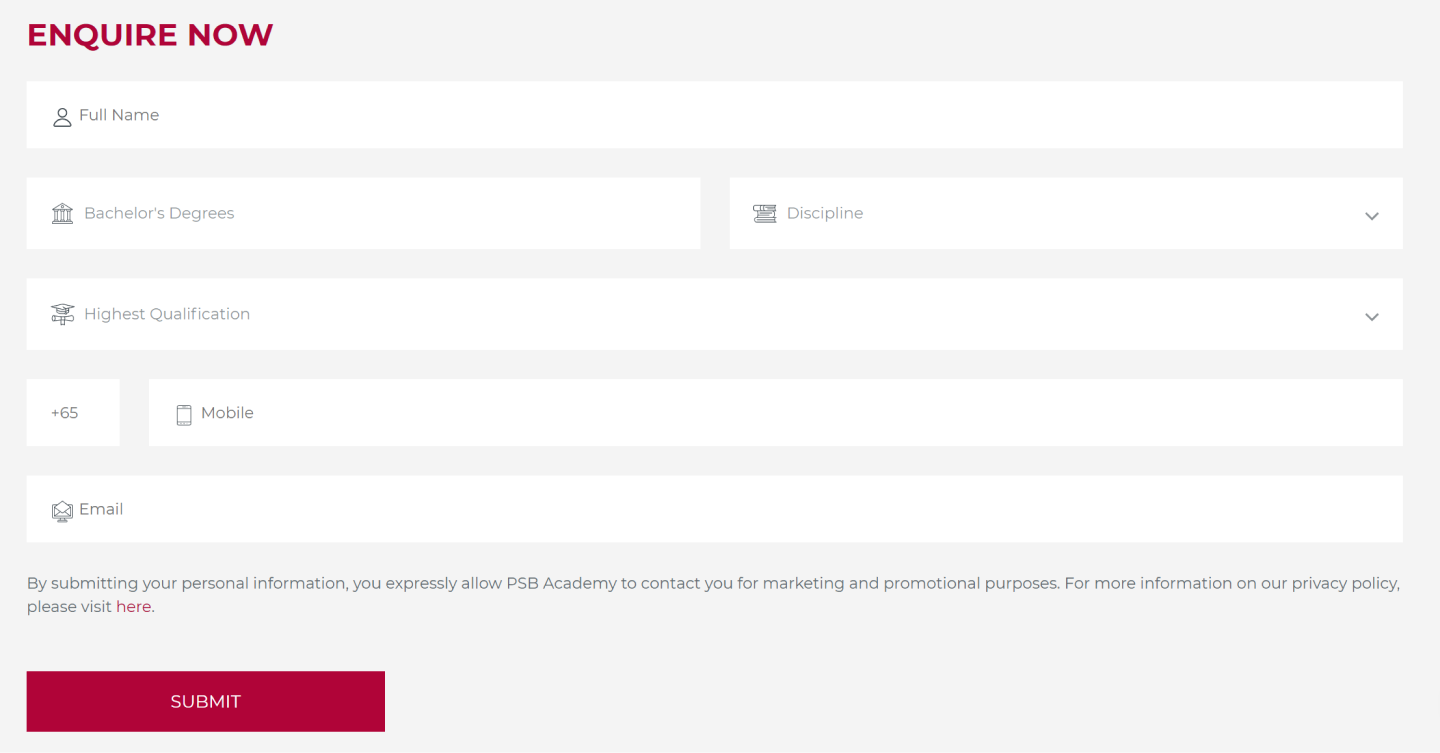 ENQUIRE NOW
Full Name
Bachelor's Degrees
Discipline
Highest Qualification
+65
Mobile
Email
By submitting your personal information, you expressly allow PSB Academy to contact you for marketing and promotional purposes. For more information on our privacy policy,
please visit here.
SUBMIT